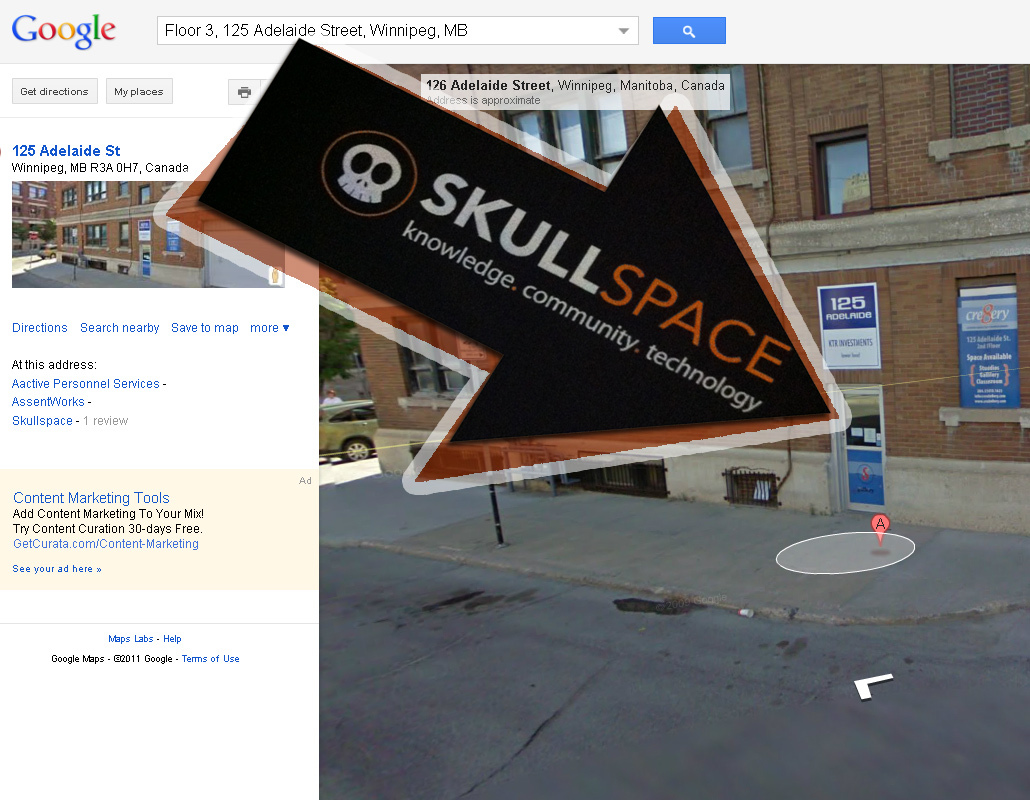 Google
Floor 3, 125 Adelaide Street, Winnipeg, MB
Get directions
My places
126 Adelaide Street, Winnipeg, Manitoba, Canada
Address is approximate
125 Adelaide St
Winnipeg, MB R3A 0H7, Canada
SKULLSPACE
knowledge. community. technology
125
ADELAIDE
KTR INVESTMENTS
cre8ery
125 Adelaide St.
2nd Floor
Space Available
Studios
Gallery
Classroom
Directions Search nearby Save to map more ▼
At this address:
Aactive Personnel Services -
AssentWorks -
Skullspace - 1 review
Ad
Content Marketing Tools
Add Content Marketing To Your Mix!
Try Content Curation 30-days Free.
GetCurata.com/Content-Marketing
See your ad here »
A
Maps Labs - Help
Google Maps - ©2011 Google - Terms of Use